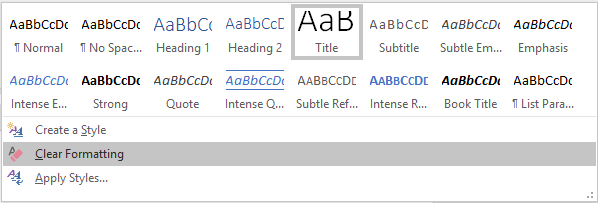 AaBbCcDc AaBbCcDc AaBbCc AaBbCcD AaB AaBbCcD AaBbCcDc AaBbCcDc
¶ Normal ¶ No Spac... Heading 1 Heading 2 Title Subtitle Subtle Em... Emphasis
AaBbCcDc AaBbCcDc AaBbCcDc AaBbCcDc AaBbCcDd AaBbCcDd AaBbCcDc AaBbCcDc
Intense E... Strong Quote Intense Q... Subtle Ref... Intense R... Book Title ¶ List Para...
Create a Style
Clear Formatting
Apply Styles...